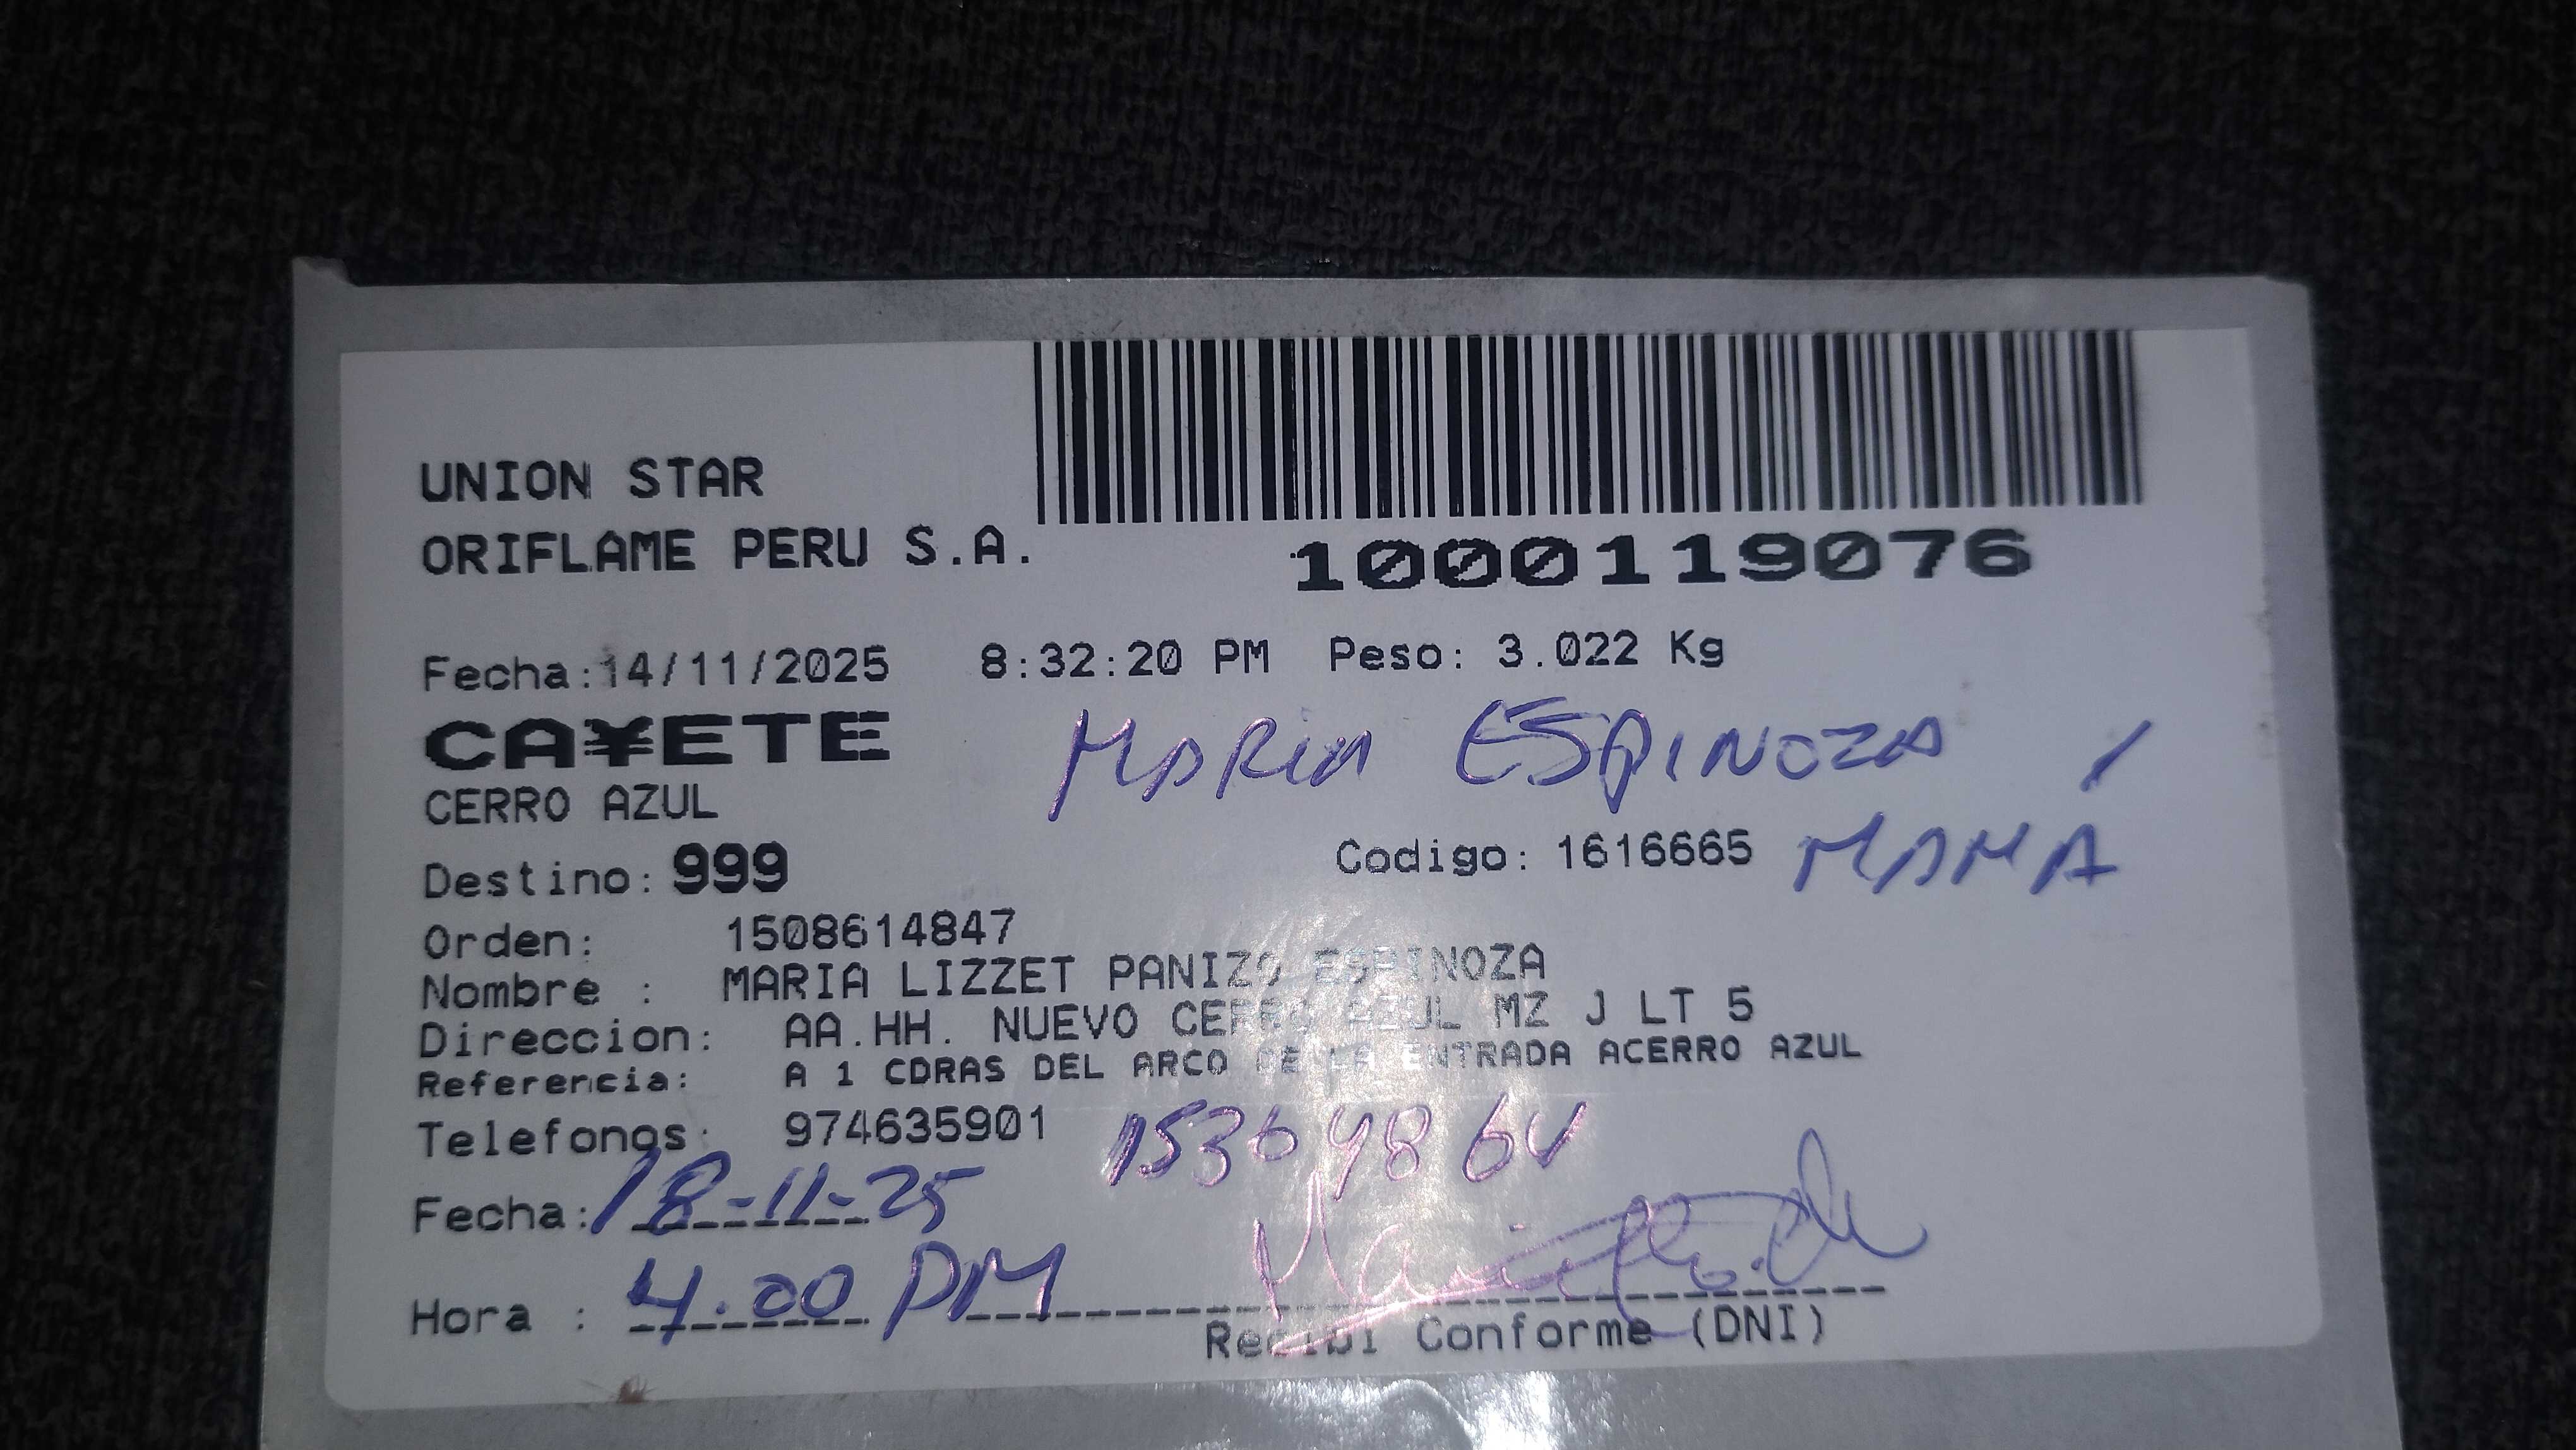 UNION STAR
ORIFLAME PERU S.A.
1000119076
Fecha:14/11/2025 8:32:20 PM Peso: 3.022 Kg
CA¥ETE
MARIA ESPINOZA /
CERRO AZUL
Destino: 999 Codigo: 1616665 MAMÁ
Orden: 1508614847
Nombre : MARIA LIZZET PANIZO ESPINOZA
Direccion: AA.HH. NUEVO CERRO AZUL MZ J LT 5
Referencia: A 1 CDRAS DEL ARCO DE LA ENTRADA ACERRO AZUL
Telefonos: 974635901
Fecha: 18-11-25
Hora : 4.00 PM
Recibi Conforme (DNI)